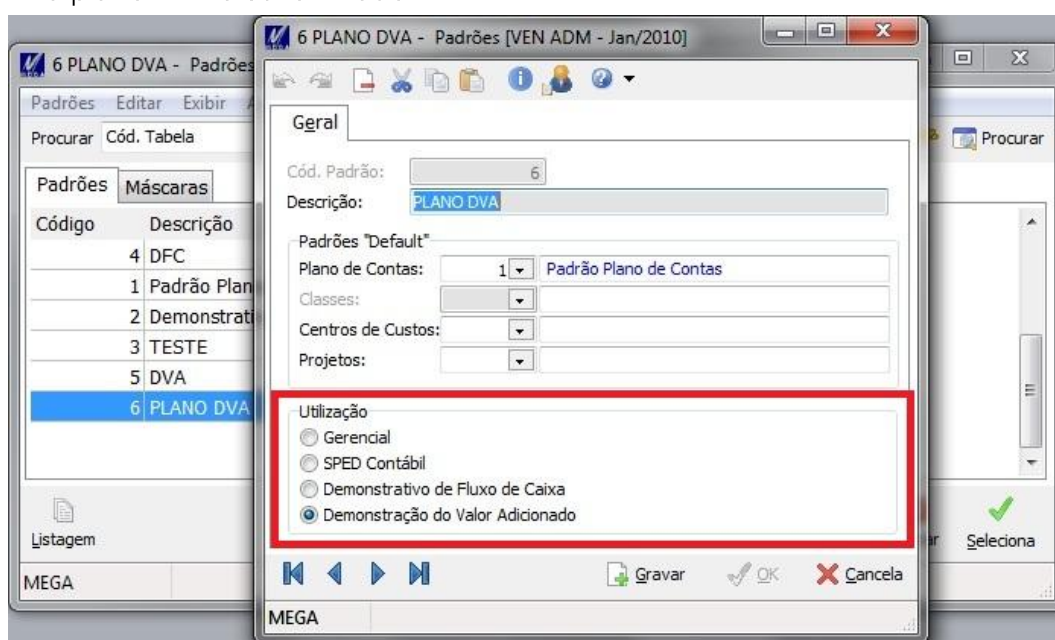 6 PLANO DVA - Padrões [VEN ADM - Jan/2010]
6 PLANO DVA - Padrões
Padrões Editar Exibir
Procurar Cód. Tabela
Procurar
Padrões Máscaras
Código Descrição
4 DFC
1 Padrão Plan
2 Demonstrati
3 TESTE
5 DVA
6 PLANO DVA
Listagem
Seleciona
MEGA
Geral
Cód. Padrão: 6
Descrição: PLANO DVA
Padrões "Default"
Plano de Contas: 1 Padrão Plano de Contas
Classes:
Centros de Custos:
Projetos:
Utilização
Gerencial
SPED Contábil
Demonstrativo de Fluxo de Caixa
Demonstração do Valor Adicionado
Gravar OK Cancela
MEGA